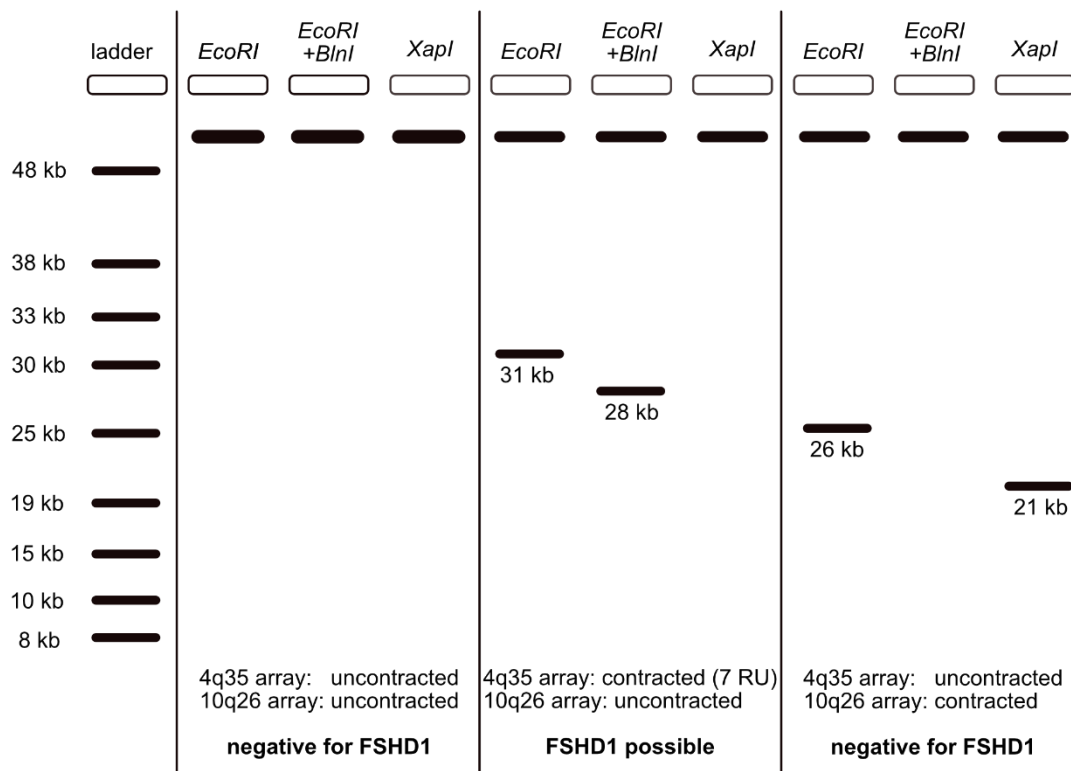 ladder
EcoRI
EcoRI
+BlnI
XapI
EcoRI
EcoRI
+BlnI
XapI
EcoRI
EcoRI
+BlnI
XapI
48 kb
38 kb
33 kb
30 kb
25 kb
19 kb
15 kb
10 kb
8 kb
31 kb
28 kb
26 kb
21 kb
4q35 array: uncontracted
10q26 array: uncontracted
negative for FSHD1
4q35 array: contracted (7 RU)
10q26 array: uncontracted
FSHD1 possible
4q35 array: uncontracted
10q26 array: contracted
negative for FSHD1